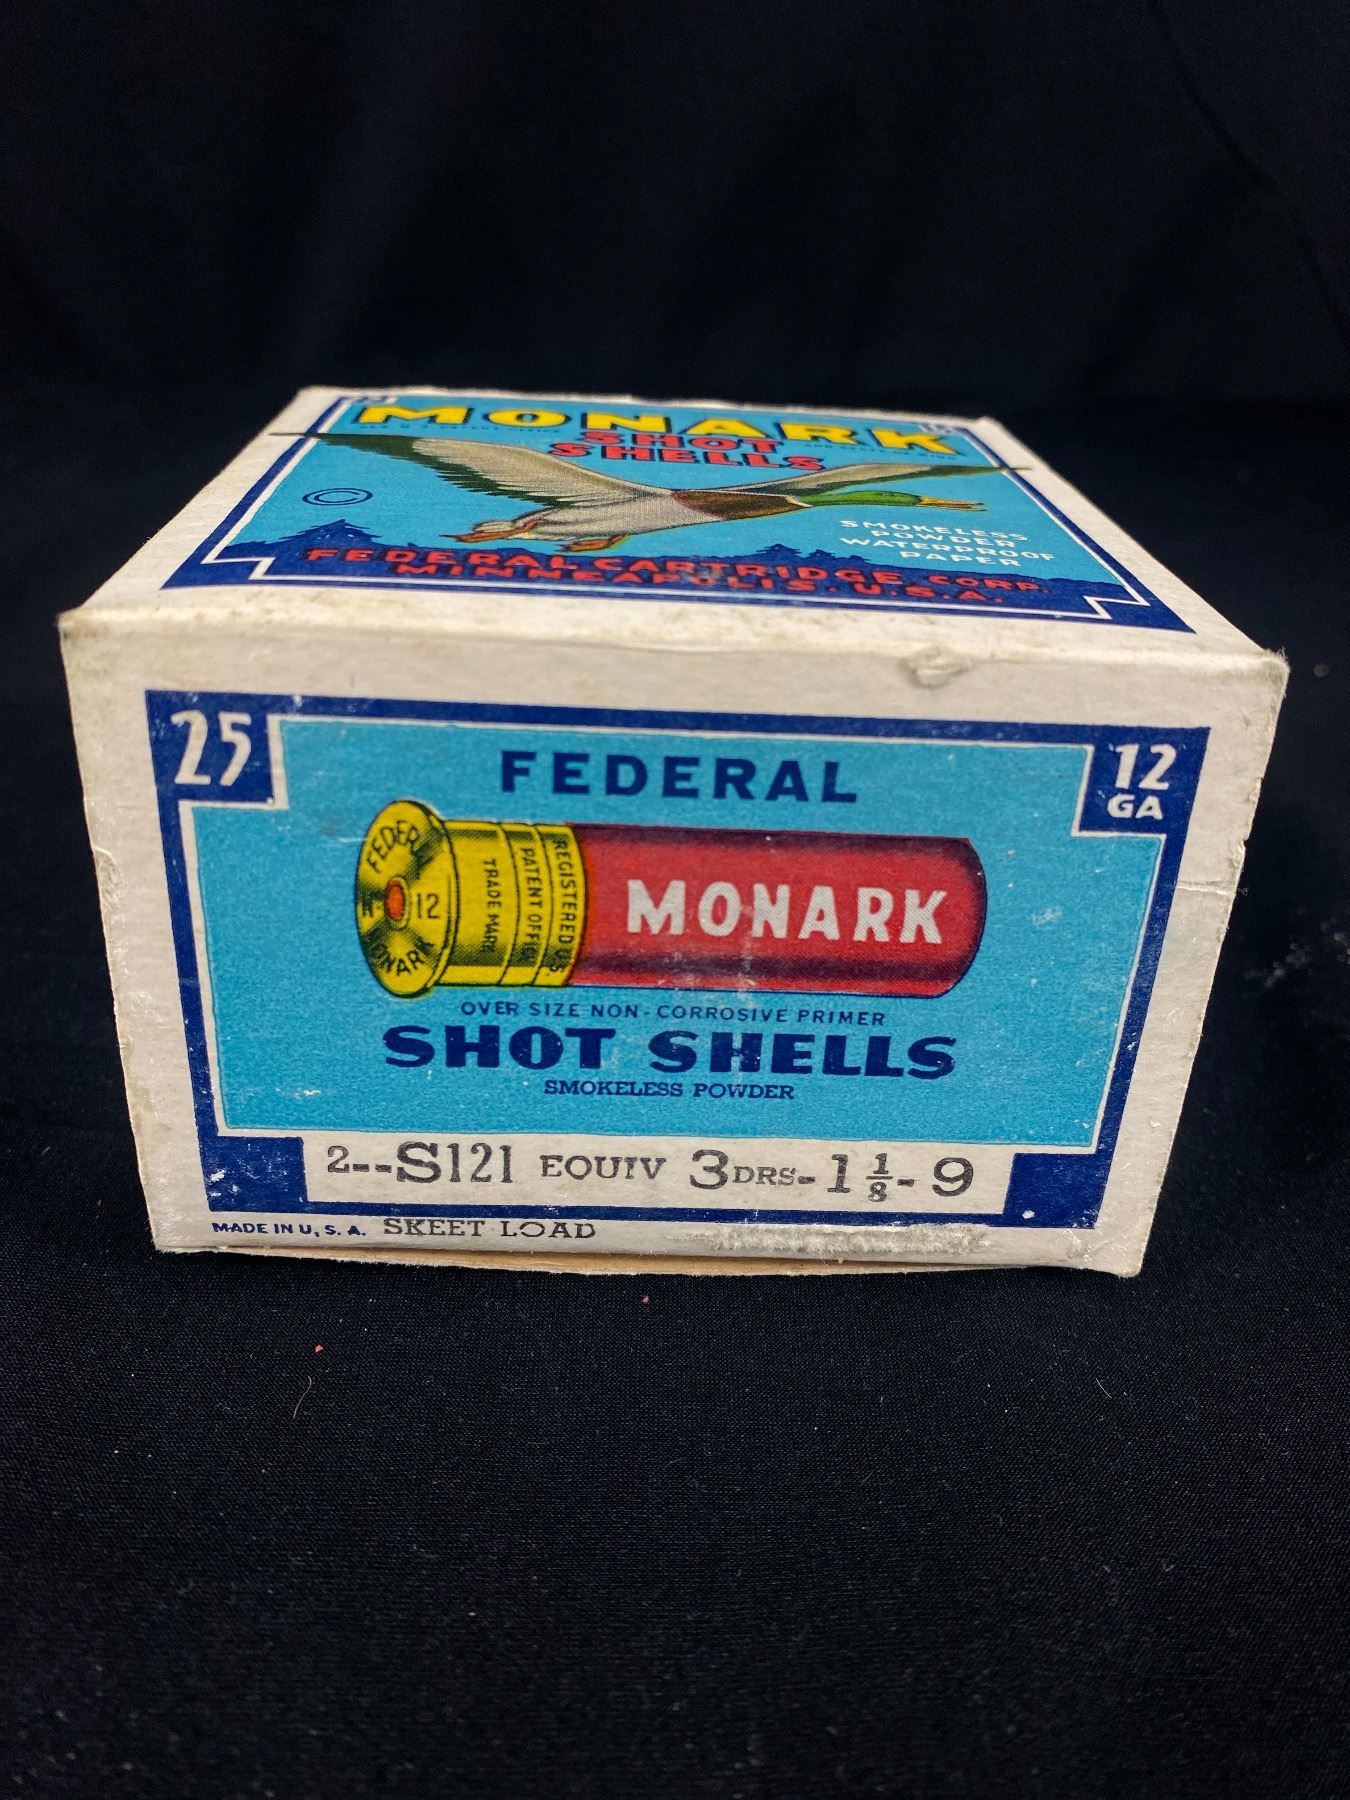 MONARK
SHOT
SHELLS
©
SMOKELESS
POWDER
WATERPROOF
PAPER
FEDERAL CARTRIDGE CORP.
MINNEAPOLIS. U.S.A.
25
12
GA
FEDERAL
FEDERAL
12
MONARK
TRADE MARK
PATENT OFFICE
REGISTERED U.S.
MONARK
OVER SIZE NON-CORROSIVE PRIMER
SHOT SHELLS
SMOKELESS POWDER
2--S121 EQUIV 3DRS-1 1/8-9
MADE IN U.S.A. SKEET LOAD